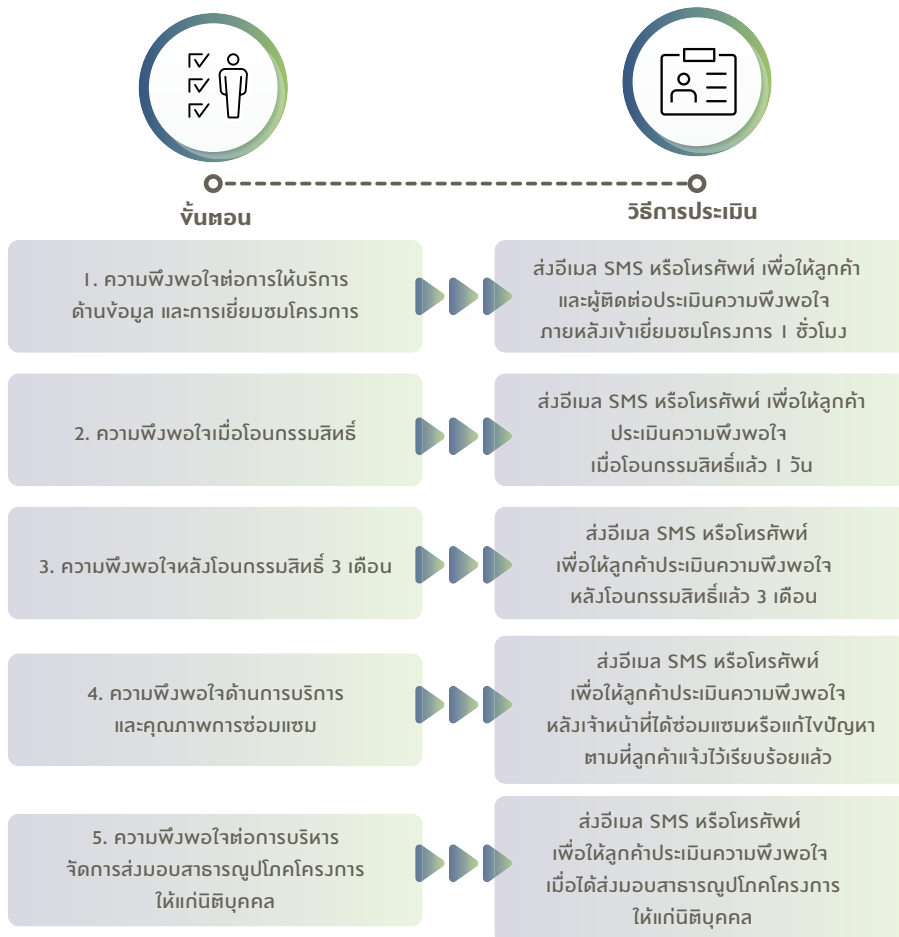 ขั้นตอน
วิธีการประเมิน
1. ความพึงพอใจต่อการให้บริการ
ด้านข้อมูล และการเยี่ยมชมโครงการ
ส่งอีเมล SMS หรือโทรศัพท์ เพื่อให้ลูกค้า
และผู้ติดต่อประเมินความพึงพอใจ
ภายหลังเข้าเยี่ยมชมโครงการ 1 ชั่วโมง
2. ความพึงพอใจเมื่อโอนกรรมสิทธิ์
ส่งอีเมล SMS หรือโทรศัพท์ เพื่อให้ลูกค้า
ประเมินความพึงพอใจ
เมื่อโอนกรรมสิทธิ์แล้ว 1 วัน
3. ความพึงพอใจหลังโอนกรรมสิทธิ์ 3 เดือน
ส่งอีเมล SMS หรือโทรศัพท์
เพื่อให้ลูกค้าประเมินความพึงพอใจ
หลังโอนกรรมสิทธิ์แล้ว 3 เดือน
4. ความพึงพอใจด้านการบริการ
และคุณภาพการซ่อมแซม
ส่งอีเมล SMS หรือโทรศัพท์
เพื่อให้ลูกค้าประเมินความพึงพอใจ
หลังเจ้าหน้าที่ได้ซ่อมแซมหรือแก้ไขปัญหา
ตามที่ลูกค้าแจ้งไว้เรียบร้อยแล้ว
5. ความพึงพอใจต่อการบริหาร
จัดการส่งมอบสาธารณูปโภคโครงการ
ให้แก่นิติบุคคล
ส่งอีเมล SMS หรือโทรศัพท์
เพื่อให้ลูกค้าประเมินความพึงพอใจ
เมื่อได้ส่งมอบสาธารณูปโภคโครงการ
ให้แก่นิติบุคคล